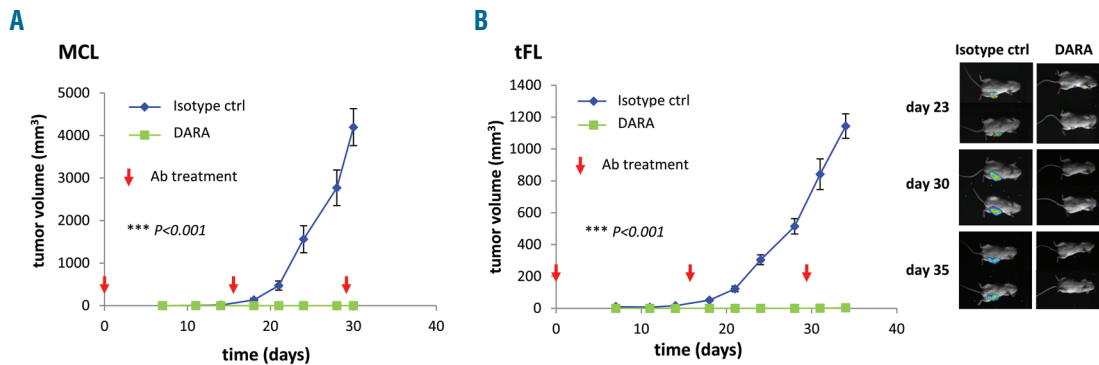 A
MCL
tumor volume (mm³)
5000
4000
3000
2000
1000
0
Isotype ctrl
DARA
Ab treatment
*** P<0.001
0 10 20 30 40
time (days)
B
tFL
tumor volume (mm³)
1400
1200
1000
800
600
400
200
0
Isotype ctrl
DARA
Ab treatment
*** P<0.001
0 10 20 30 40
time (days)
Isotype ctrl DARA
day 23
day 30
day 35